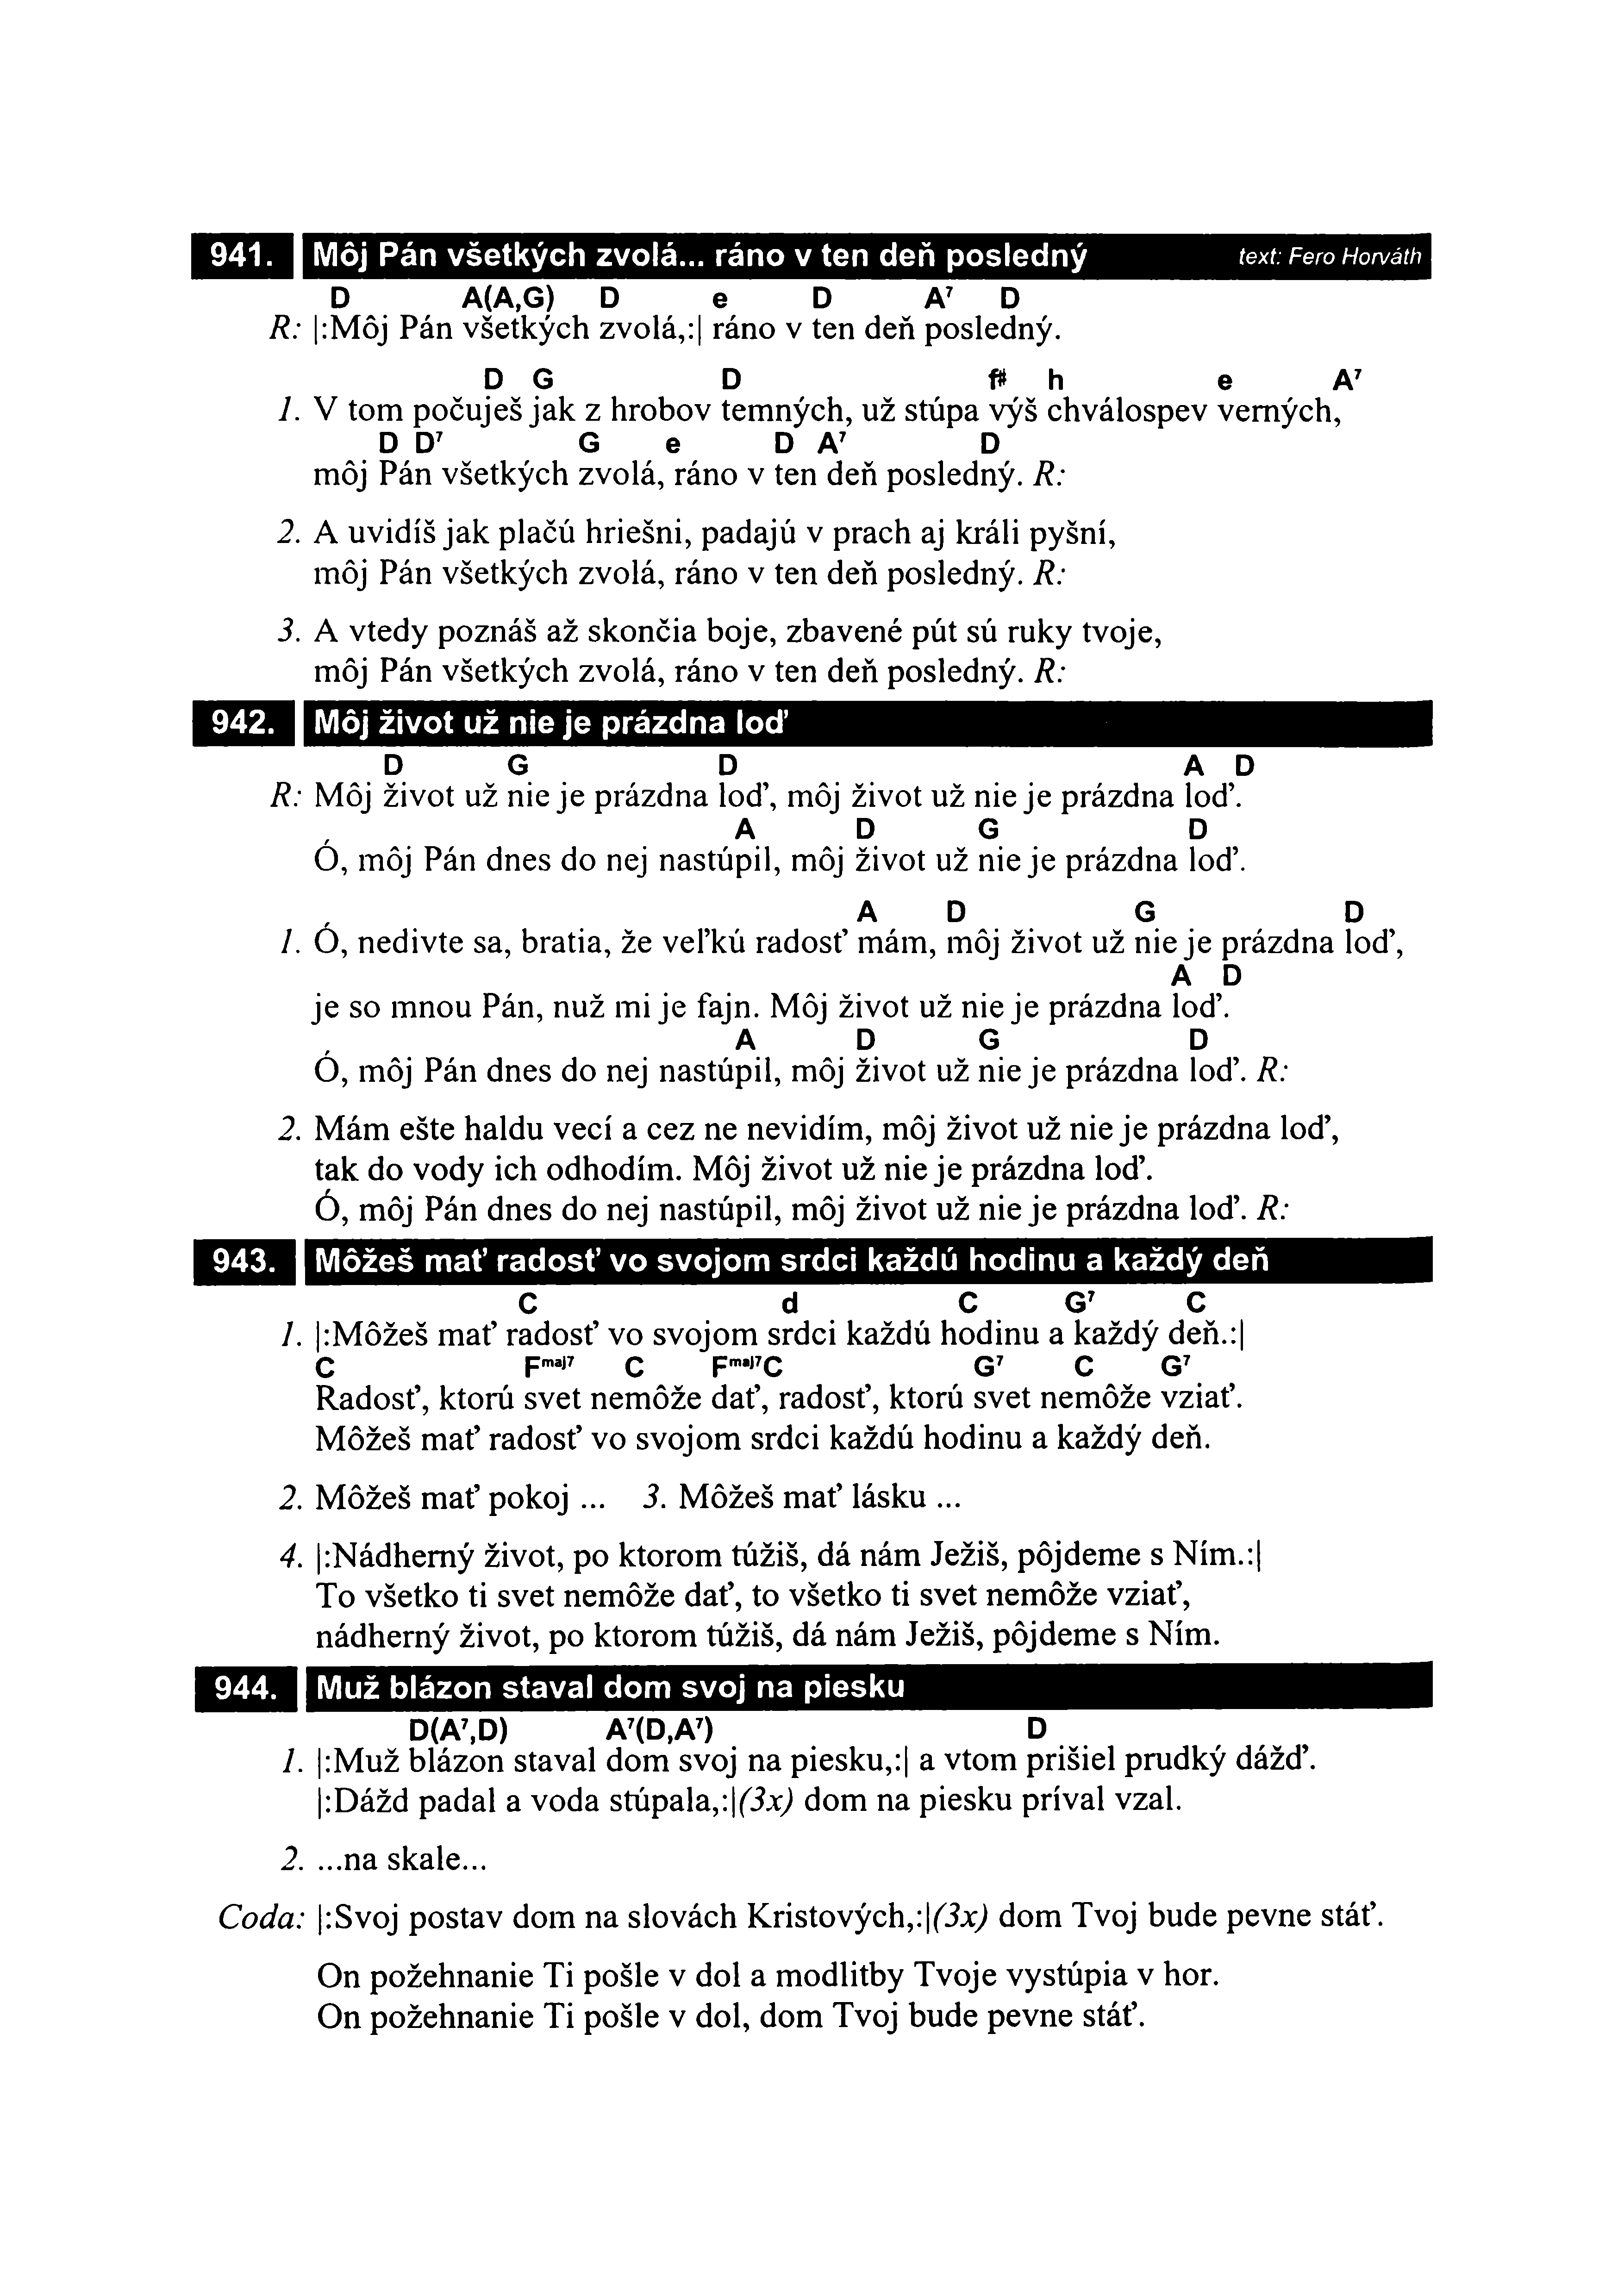 941. Môj Pán všetkých zvolá... ráno v ten deň posledný text: Fero Horváth
D A(A,G) D e D A⁷ D
R: |:Môj Pán všetkých zvolá,:| ráno v ten deň posledný.
D G D f# h e A⁷
1. V tom počuješ jak z hrobov temných, už stúpa výš chválospev verných,
D D⁷ G e D A⁷ D
môj Pán všetkých zvolá, ráno v ten deň posledný. R:
2. A uvidíš jak plačú hriešni, padajú v prach aj králi pyšní,
môj Pán všetkých zvolá, ráno v ten deň posledný. R:
3. A vtedy poznáš až skončia boje, zbavené pút sú ruky tvoje,
môj Pán všetkých zvolá, ráno v ten deň posledný. R:
942. Môj život už nie je prázdna loď
D G D A D
R: Môj život už nie je prázdna loď, môj život už nie je prázdna loď.
A D G D
Ó, môj Pán dnes do nej nastúpil, môj život už nie je prázdna loď.
A D G D
1. Ó, nedivte sa, bratia, že veľkú radosť mám, môj život už nie je prázdna loď,
A D
je so mnou Pán, nuž mi je fajn. Môj život už nie je prázdna loď.
A D G D
Ó, môj Pán dnes do nej nastúpil, môj život už nie je prázdna loď. R:
2. Mám ešte haldu vecí a cez ne nevidím, môj život už nie je prázdna loď,
tak do vody ich odhodím. Môj život už nie je prázdna loď.
Ó, môj Pán dnes do nej nastúpil, môj život už nie je prázdna loď. R:
943. Môžeš mať radosť vo svojom srdci každú hodinu a každý deň
C d C G⁷ C
1. |:Môžeš mať radosť vo svojom srdci každú hodinu a každý deň.:|
C Fmaj7 C Fmaj7C G⁷ C G⁷
Radosť, ktorú svet nemôže dať, radosť, ktorú svet nemôže vziať.
Môžeš mať radosť vo svojom srdci každú hodinu a každý deň.
2. Môžeš mať pokoj ... 3. Môžeš mať lásku ...
4. |:Nádherný život, po ktorom túžiš, dá nám Ježiš, pôjdeme s Ním.:|
To všetko ti svet nemôže dať, to všetko ti svet nemôže vziať,
nádherný život, po ktorom túžiš, dá nám Ježiš, pôjdeme s Ním.
944. Muž blázon staval dom svoj na piesku
D(A⁷,D) A⁷(D,A⁷) D
1. |:Muž blázon staval dom svoj na piesku,:| a vtom prišiel prudký dážď.
|:Dážd padal a voda stúpala,:|(3x) dom na piesku príval vzal.
2. ...na skale...
Coda: |:Svoj postav dom na slovách Kristových,:|(3x) dom Tvoj bude pevne stáť.
On požehnanie Ti pošle v dol a modlitby Tvoje vystúpia v hor.
On požehnanie Ti pošle v dol, dom Tvoj bude pevne stáť.